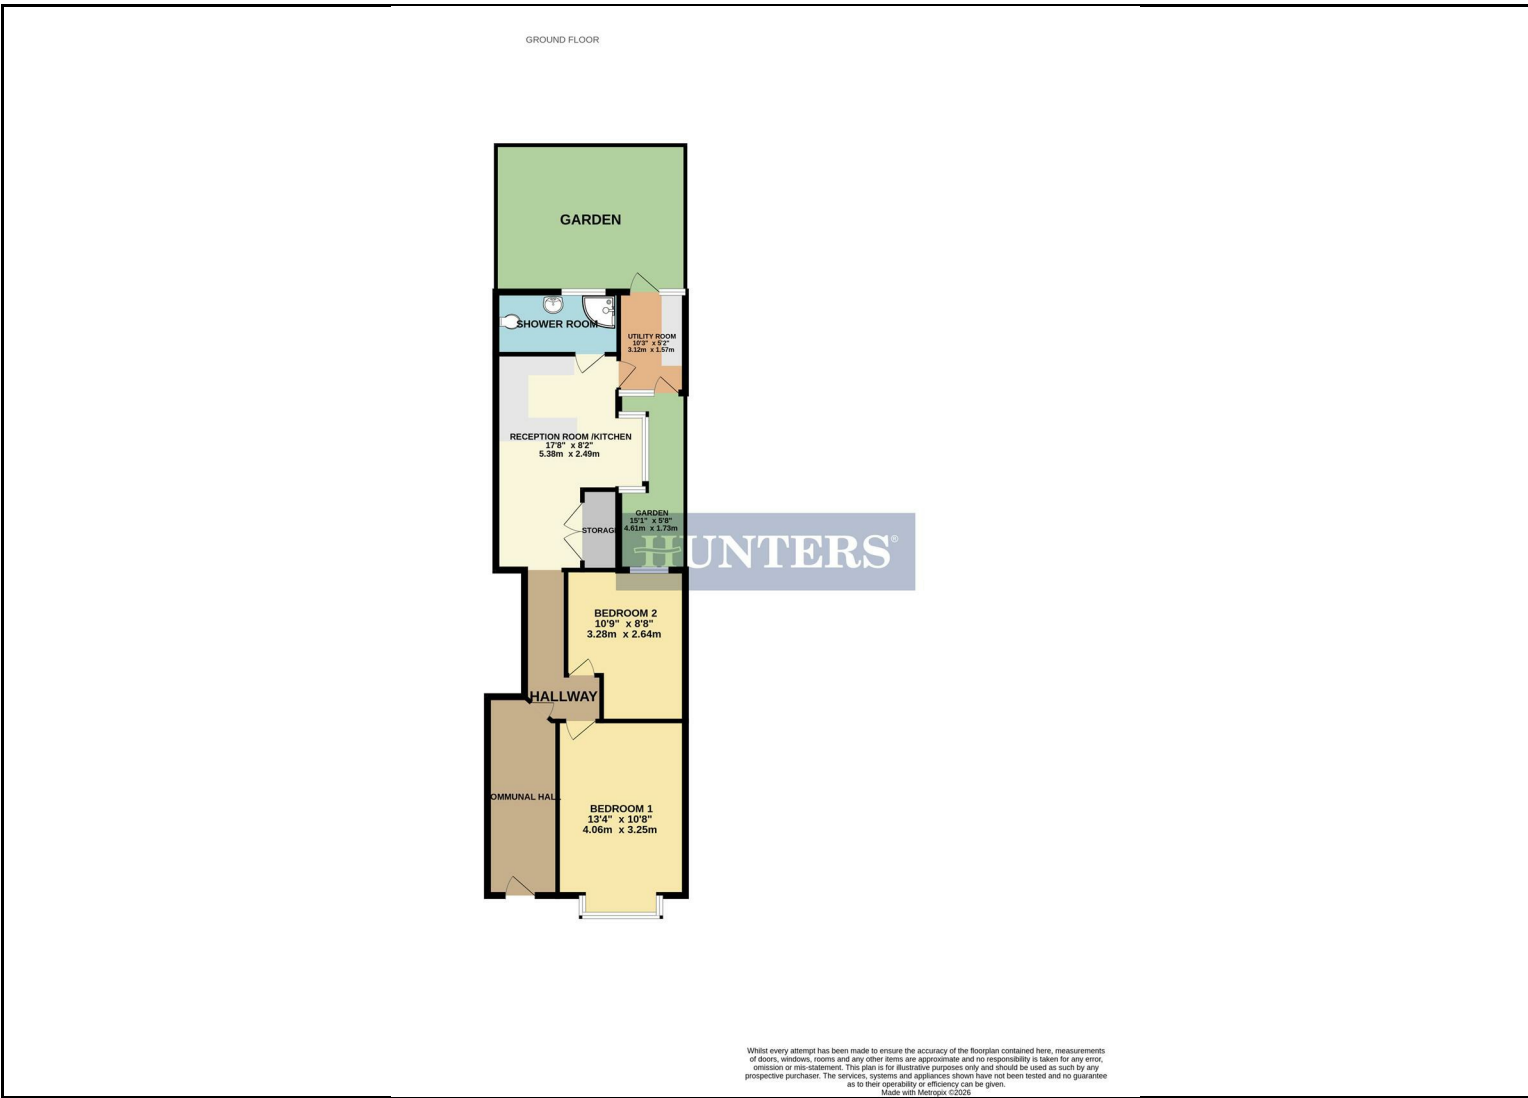 GROUND FLOOR
GARDEN
SHOWER ROOM
UTILITY ROOM
10'3" x 5'2"
3.12m x 1.57m
RECEPTION ROOM /KITCHEN
17'8" x 8'2"
5.38m x 2.49m
STORAG
GARDEN
15'1" x 5'8"
4.61m x 1.73m
HUNTERS®
BEDROOM 2
10'9" x 8'8"
3.28m x 2.64m
HALLWAY
OMMUNAL HAL
BEDROOM 1
13'4" x 10'8"
4.06m x 3.25m
Whilst every attempt has been made to ensure the accuracy of the floorplan contained here, measurements
of doors, windows, rooms and any other items are approximate and no responsibility is taken for any error,
omission or mis-statement. This plan is for illustrative purposes only and should be used as such by any
prospective purchaser. The services, systems and appliances shown have not been tested and no guarantee
as to their operability or efficiency can be given.
Made with Metropix ©2026